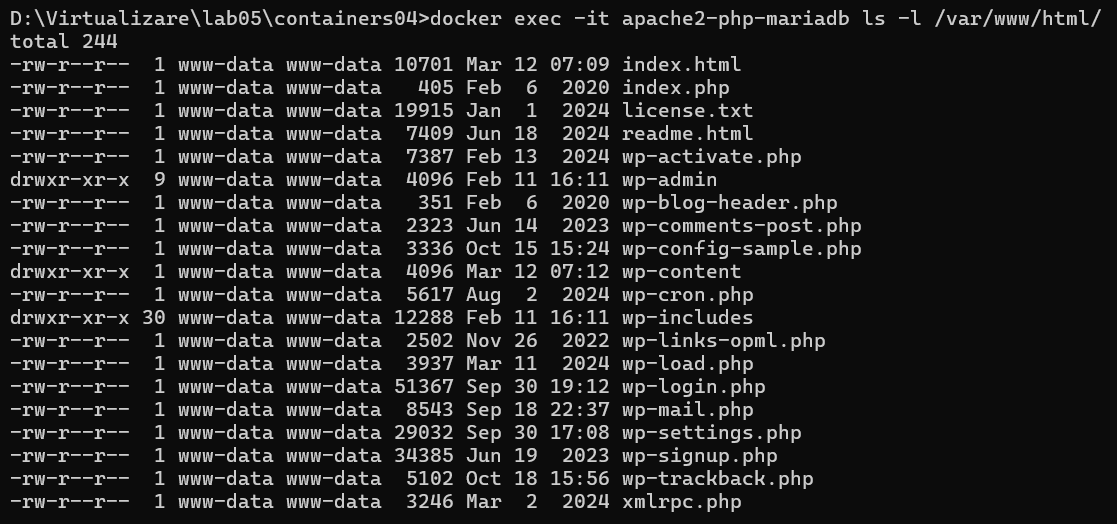 D:\Virtualizare\lab05\containers04>docker exec -it apache2-php-mariadb ls -l /var/www/html/
total 244
-rw-r--r--  1 www-data www-data 10701 Mar 12 07:09 index.html
-rw-r--r--  1 www-data www-data   405 Feb  6  2020 index.php
-rw-r--r--  1 www-data www-data 19915 Jan  1  2024 license.txt
-rw-r--r--  1 www-data www-data  7409 Jun 18  2024 readme.html
-rw-r--r--  1 www-data www-data  7387 Feb 13  2024 wp-activate.php
drwxr-xr-x  9 www-data www-data  4096 Feb 11 16:11 wp-admin
-rw-r--r--  1 www-data www-data   351 Feb  6  2020 wp-blog-header.php
-rw-r--r--  1 www-data www-data  2323 Jun 14  2023 wp-comments-post.php
-rw-r--r--  1 www-data www-data  3336 Oct 15 15:24 wp-config-sample.php
drwxr-xr-x  1 www-data www-data  4096 Mar 12 07:12 wp-content
-rw-r--r--  1 www-data www-data  5617 Aug  2  2024 wp-cron.php
drwxr-xr-x 30 www-data www-data 12288 Feb 11 16:11 wp-includes
-rw-r--r--  1 www-data www-data  2502 Nov 26  2022 wp-links-opml.php
-rw-r--r--  1 www-data www-data  3937 Mar 11  2024 wp-load.php
-rw-r--r--  1 www-data www-data 51367 Sep 30 19:12 wp-login.php
-rw-r--r--  1 www-data www-data  8543 Sep 18 22:37 wp-mail.php
-rw-r--r--  1 www-data www-data 29032 Sep 30 17:08 wp-settings.php
-rw-r--r--  1 www-data www-data 34385 Jun 19  2023 wp-signup.php
-rw-r--r--  1 www-data www-data  5102 Oct 18 15:56 wp-trackback.php
-rw-r--r--  1 www-data www-data  3246 Mar  2  2024 xmlrpc.php